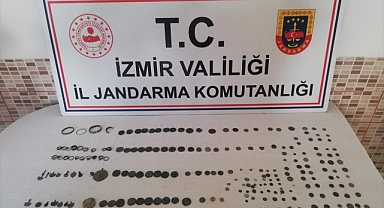 T.C.
İZMİR VALİLİĞİ
İL JANDARMA KOMUTANLIĞI